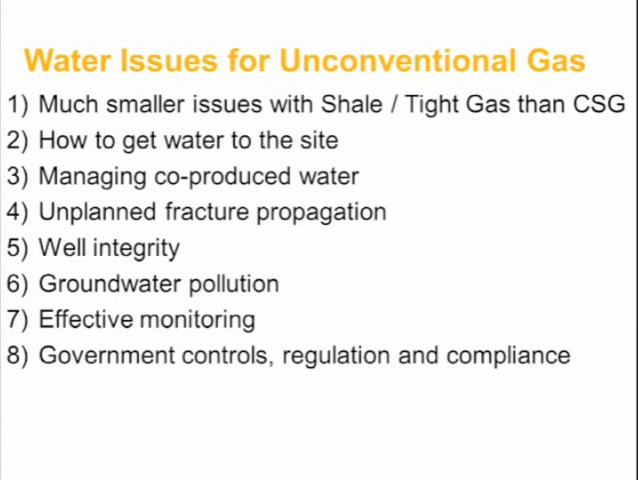 Water Issues for Unconventional Gas
1) Much smaller issues with Shale / Tight Gas than CSG
2) How to get water to the site
3) Managing co-produced water
4) Unplanned fracture propagation
5) Well integrity
6) Groundwater pollution
7) Effective monitoring
8) Government controls, regulation and compliance